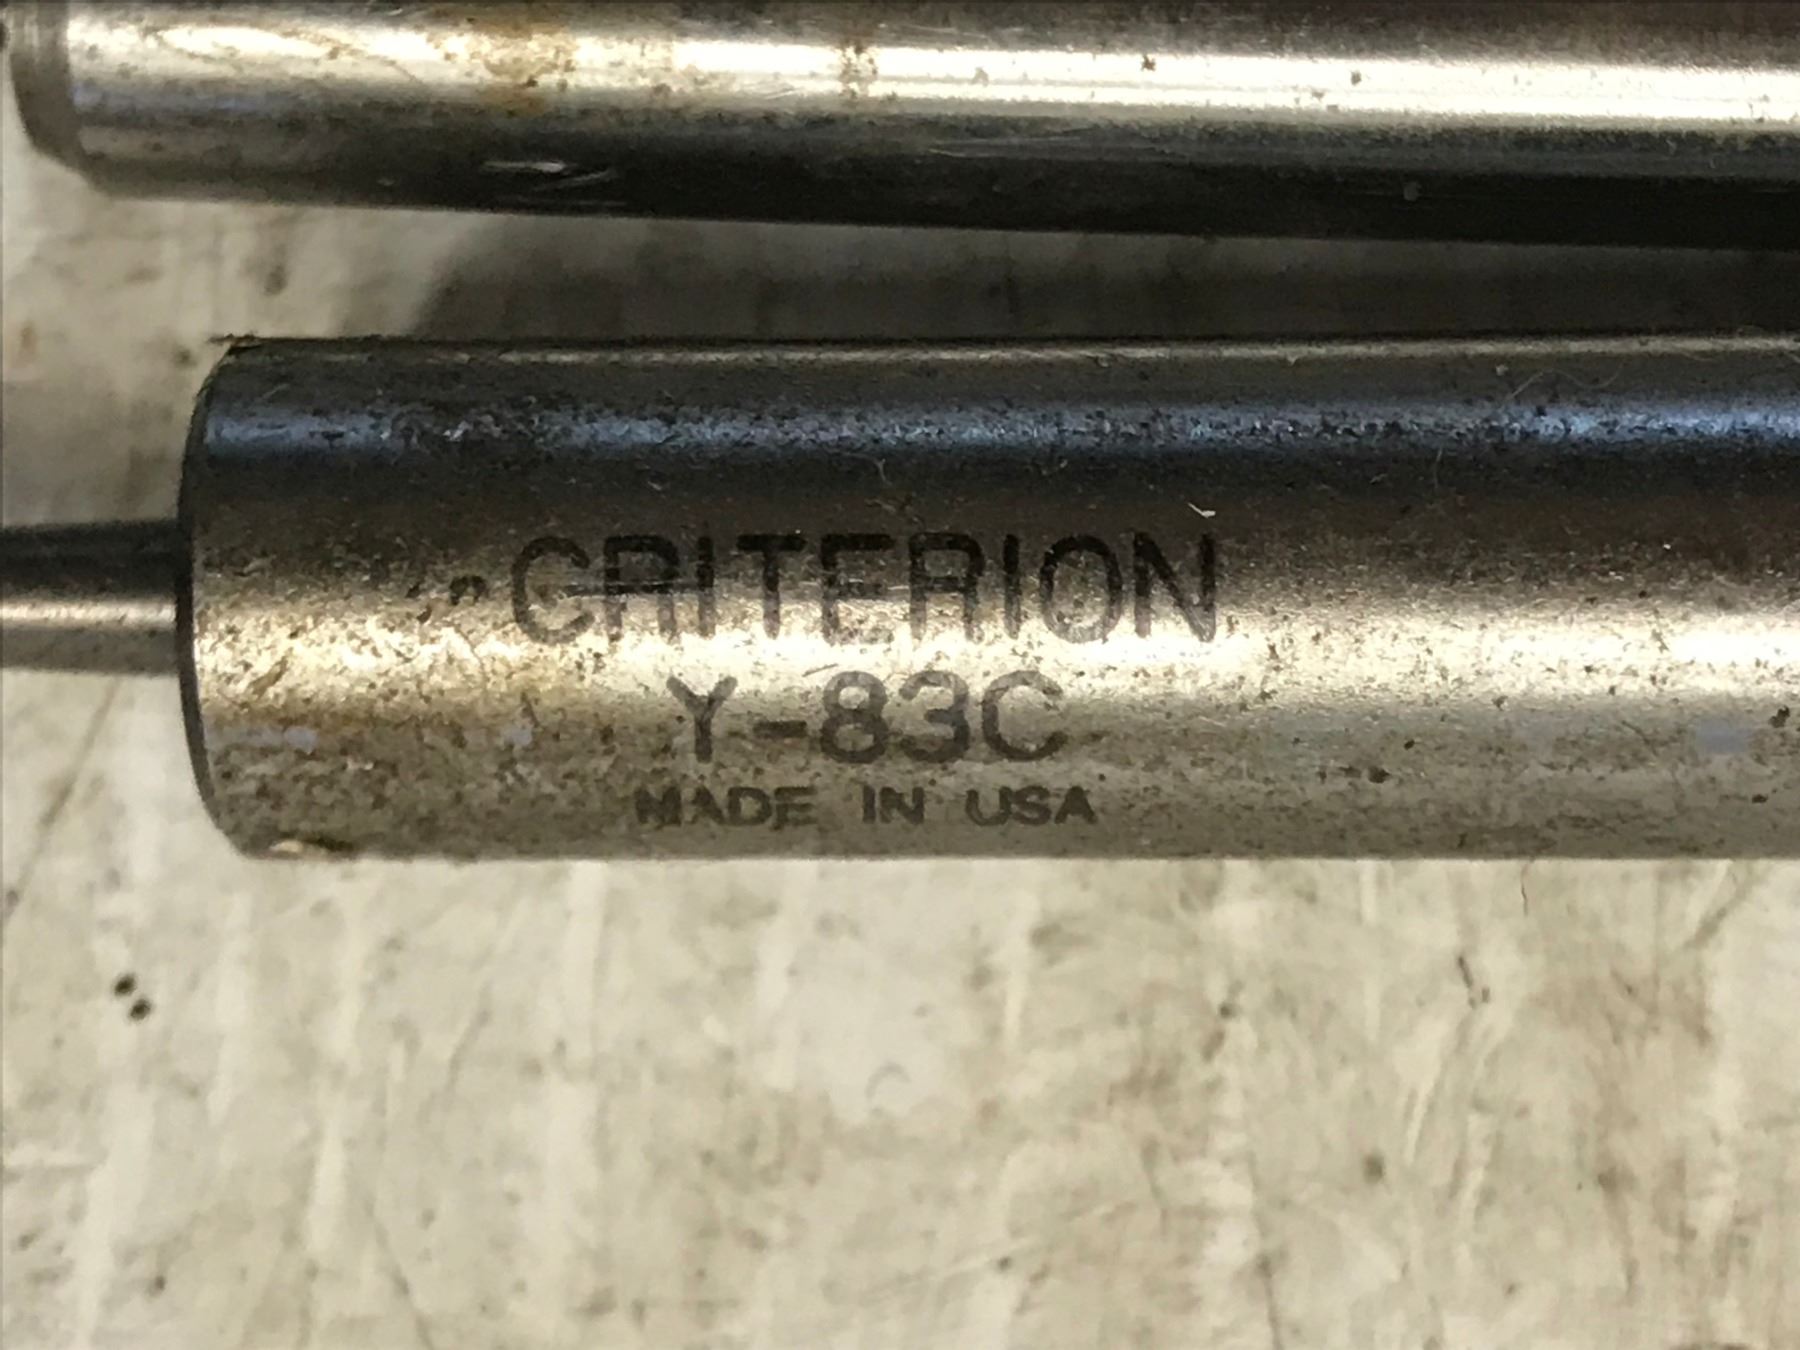 CRITERION
Y-83C
MADE IN USA